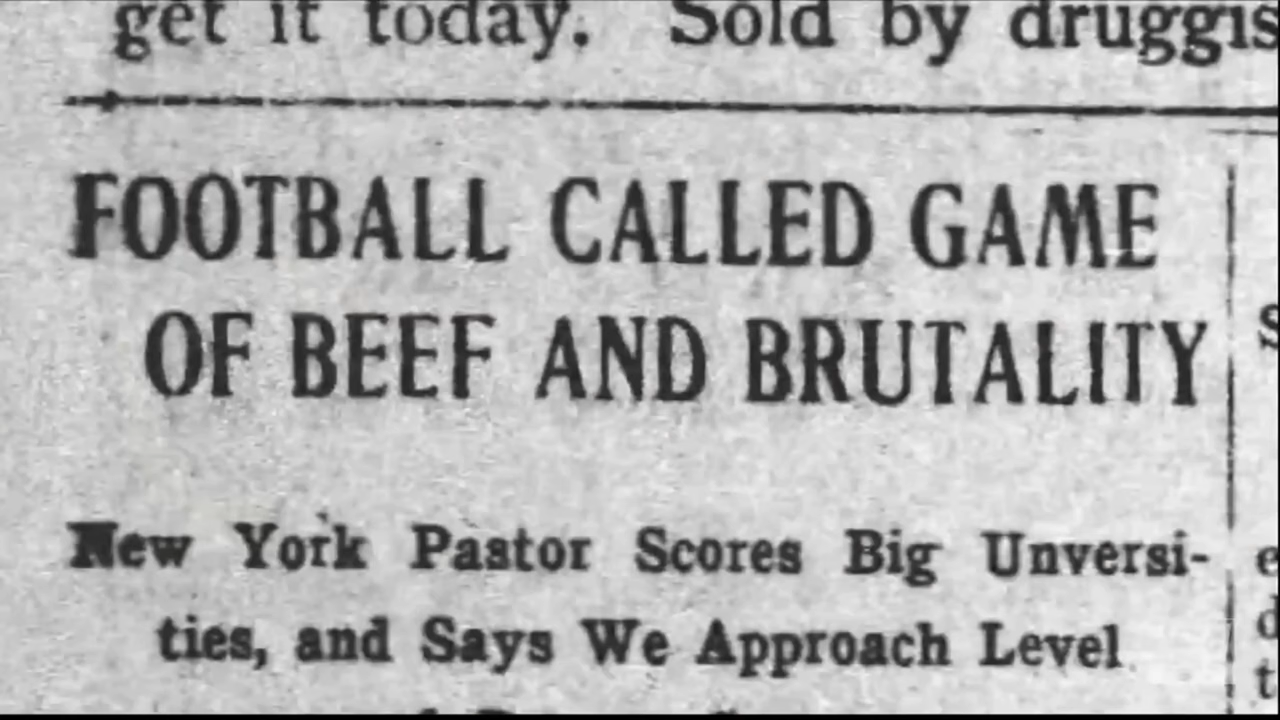 get it today. Sold by druggis
FOOTBALL CALLED GAME
OF BEEF AND BRUTALITY
New York Pastor Scores Big Unversi-
ties, and Says We Approach Level